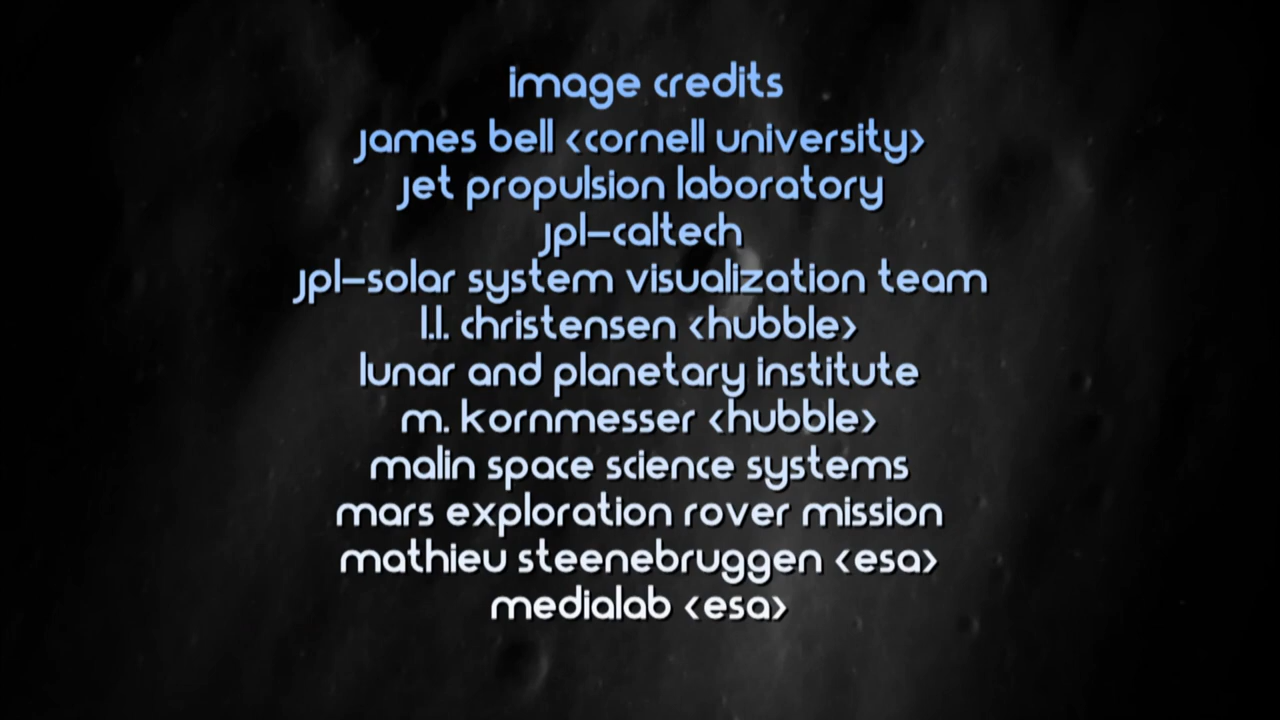 image credits
james bell <cornell university>
jet propulsion laboratory
jpl-caltech
jpl-solar system visualization team
l.l. christensen <hubble>
lunar and planetary institute
m. kornmesser <hubble>
malin space science systems
mars exploration rover mission
mathieu steenebruggen <esa>
medialab <esa>